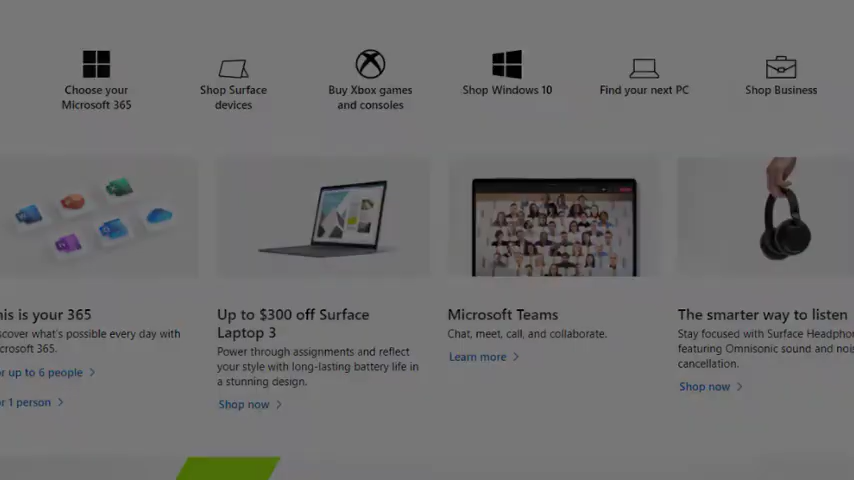 Choose your
Microsoft 365
Shop Surface
devices
Buy Xbox games
and consoles
Shop Windows 10
Find your next PC
Shop Business
his is your 365
scover what's possible every day with
crosoft 365.
or up to 6 people
or 1 person
Up to $300 off Surface
Laptop 3
Power through assignments and reflect
your style with long-lasting battery life in
a stunning design.
Shop now
Microsoft Teams
Chat, meet, call, and collaborate.
Learn more
The smarter way to listen
Stay focused with Surface Headpho
featuring Omnisonic sound and nois
cancellation.
Shop now